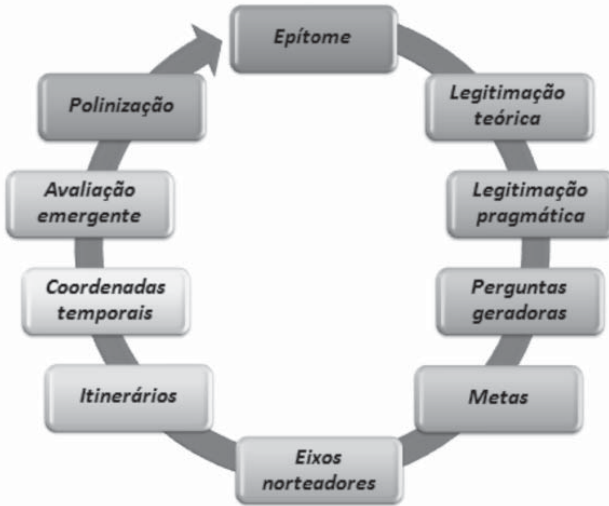 Epítome
Legitimação
teórica
Legitimação
pragmática
Perguntas
geradoras
Metas
Eixos
norteadores
Itinerários
Coordenadas
temporais
Avaliação
emergente
Polinização